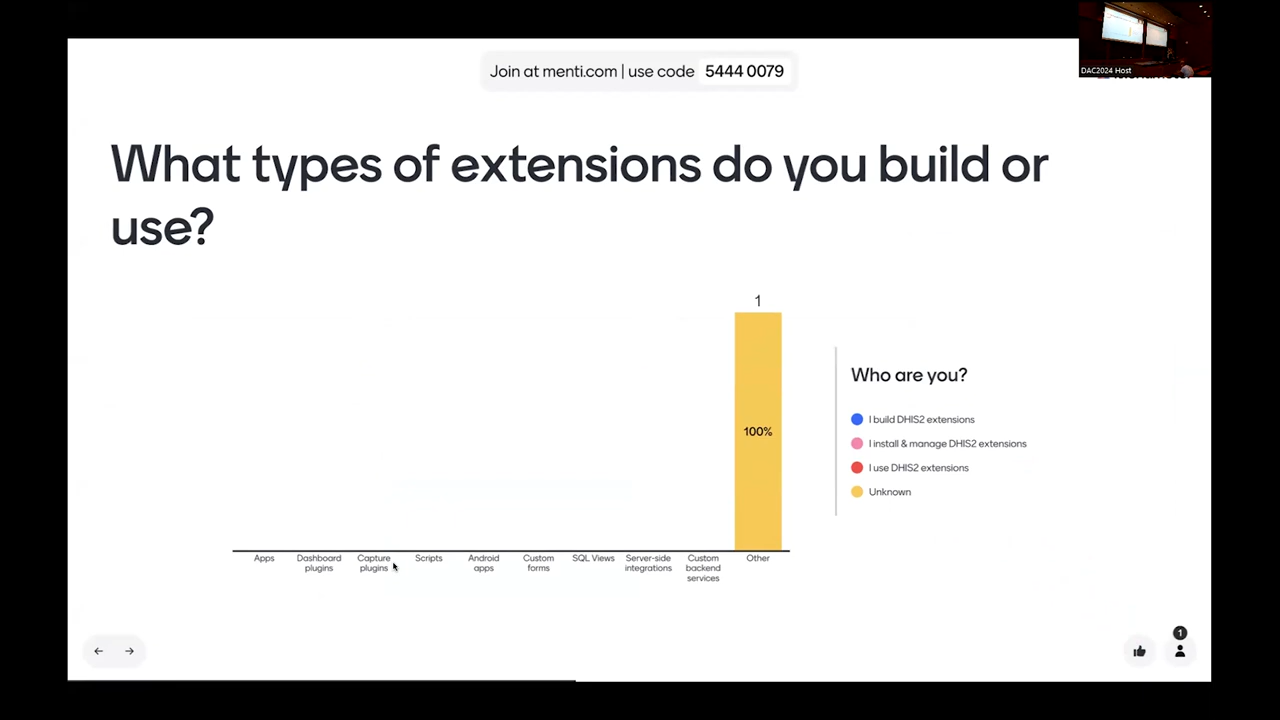 Join at menti.com | use code 5444 0079
DAC2024 Host
What types of extensions do you build or
use?
1
100%
Apps
Dashboard
plugins
Capture
plugins
Scripts
Android
apps
Custom
forms
SQL Views
Server-side
integrations
Custom
backend
services
Other
Who are you?
I build DHIS2 extensions
I install & manage DHIS2 extensions
I use DHIS2 extensions
Unknown
1